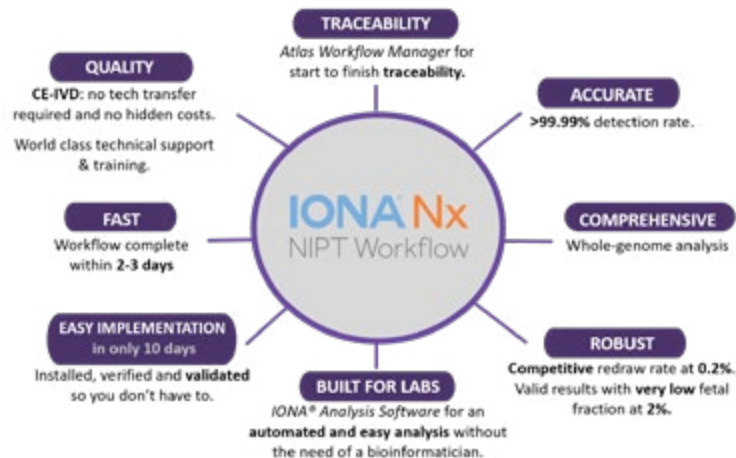 TRACEABILITY
Atlas Workflow Manager for
start to finish traceability.
QUALITY
CE-IVD: no tech transfer
required and no hidden costs.
World class technical support
& training.
ACCURATE
>99.99% detection rate.
IONA® Nx
NIPT Workflow
FAST
Workflow complete
within 2-3 days
COMPREHENSIVE
Whole-genome analysis
EASY IMPLEMENTATION
in only 10 days
Installed, verified and validated
so you don't have to.
ROBUST
Competitive redraw rate at 0.2%.
Valid results with very low fetal
fraction at 2%.
BUILT FOR LABS
IONA® Analysis Software for an
automated and easy analysis without
the need of a bioinformatician.